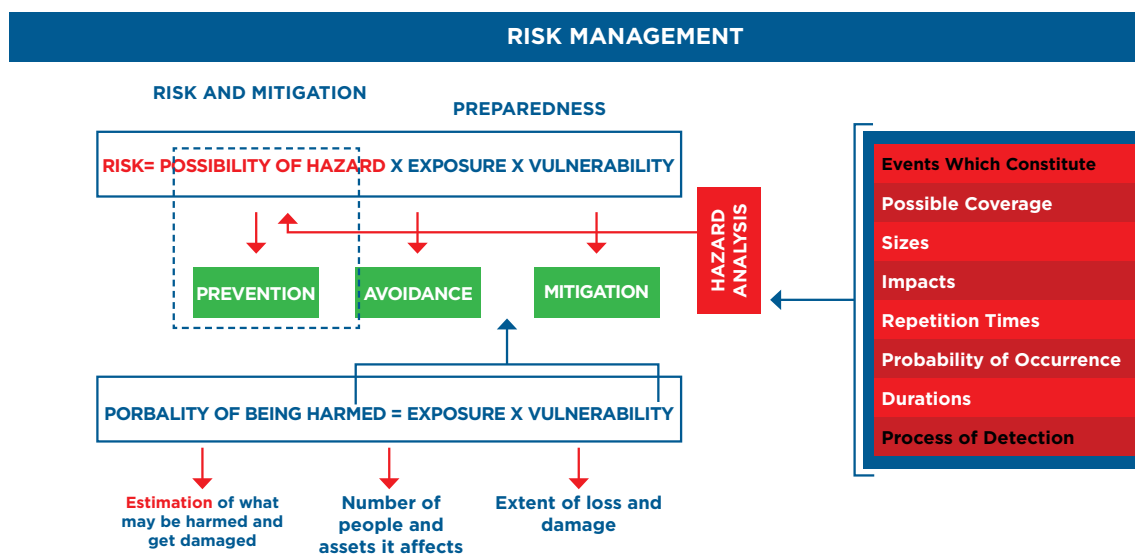 RISK MANAGEMENT
RISK AND MITIGATION
PREPAREDNESS
RISK= POSSIBILITY OF HAZARD X EXPOSURE X VULNERABILITY
PREVENTION
AVOIDANCE
MITIGATION
HAZARD
ANALYSIS
Events Which Constitute
Possible Coverage
Sizes
Impacts
Repetition Times
Probability of Occurrence
Durations
Process of Detection
PORBALITY OF BEING HARMED = EXPOSURE X VULNERABILITY
Estimation of what
may be harmed and
get damaged
Number of
people and
assets it affects
Extent of loss and
damage